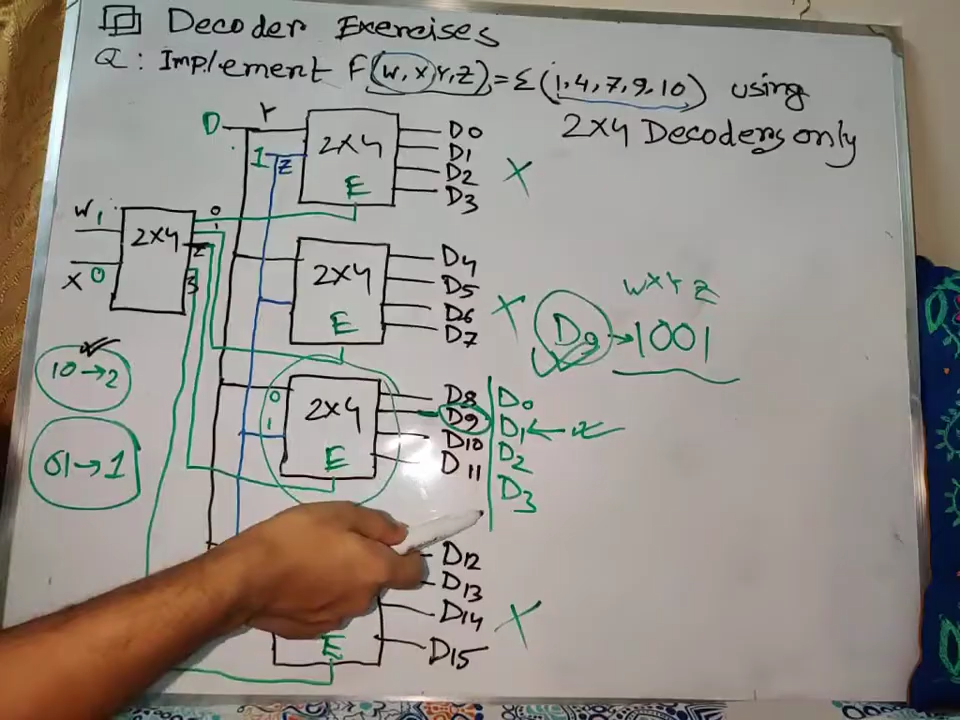 Decoder Exercises
Q: Implement F(W,X,Y,Z) = Σ(1,4,7,9,10) using
2x4 Decoders only
0 Y
1 Z
2x4
E
D0
D1
D2
D3
X
W 1
X 0
2x4
0
1
2
3
2x4
E
D4
D5
D6
D7
X
W X Y Z
D9 → 1001
10 → 2
01 → 1
0
1
2x4
E
D8
D9
D10
D11
D0
D1
D2
D3
E
D12
D13
D14
D15
X